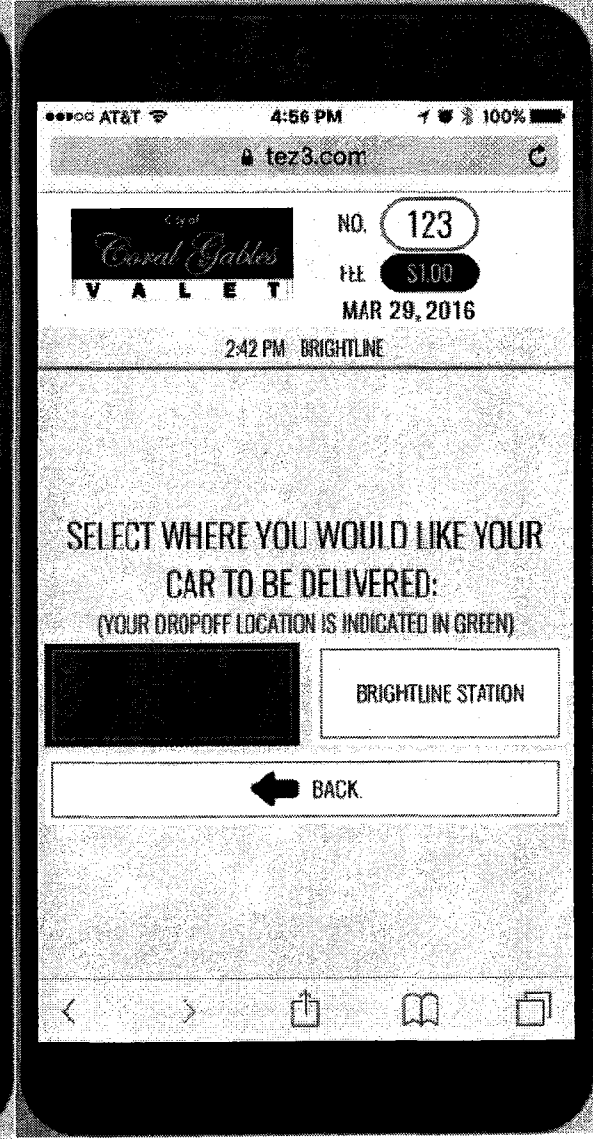 AT&T 4:56 PM 100%
tez3.com
City of
Coral Gables
VALET
NO. 123
FEE $1.00
MAR 29, 2016
2:42 PM BRIGHTLINE
SELECT WHERE YOU WOULD LIKE YOUR
CAR TO BE DELIVERED:
(YOUR DROPOFF LOCATION IS INDICATED IN GREEN)
BRIGHTLINE STATION
BACK